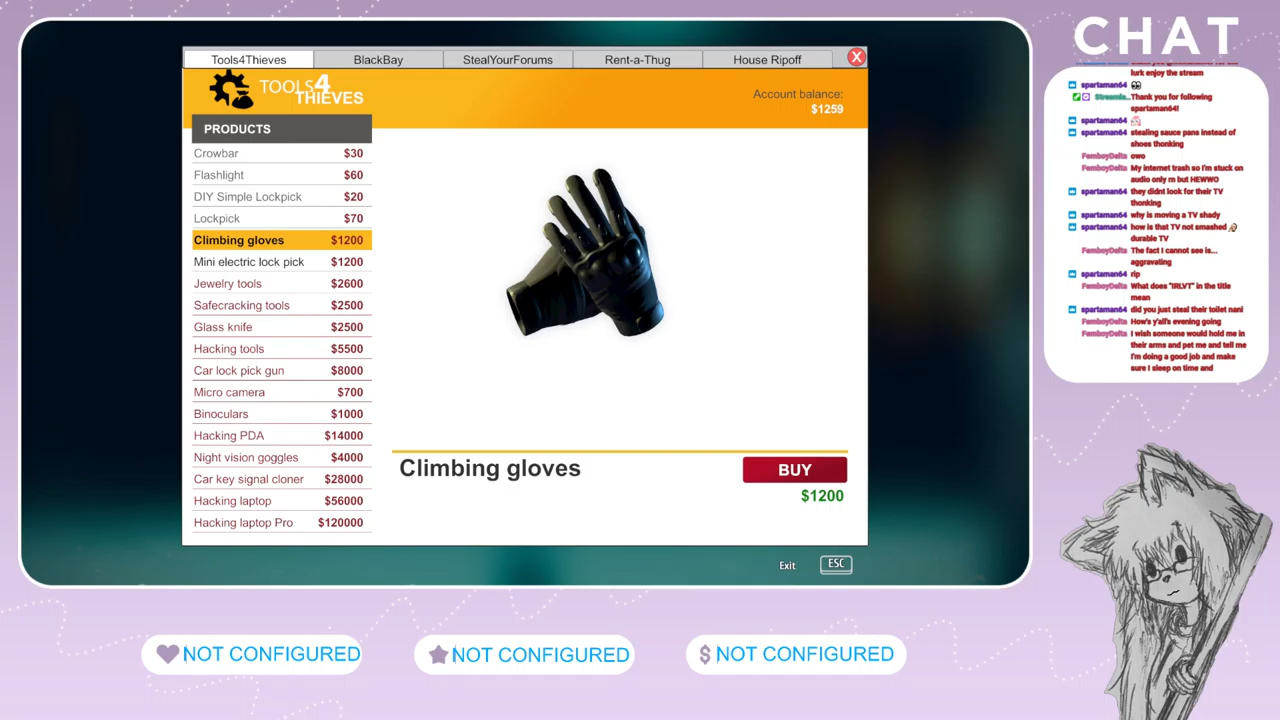 Tools4Thieves
BlackBay
StealYourForums
Rent-a-Thug
House Ripoff
X
TOOLS4
THIEVES
Account balance:
$1259
PRODUCTS
Crowbar $30
Flashlight $60
DIY Simple Lockpick $20
Lockpick $70
Climbing gloves $1200
Mini electric lock pick $1200
Jewelry tools $2600
Safecracking tools $2500
Glass knife $2500
Hacking tools $5500
Car lock pick gun $8000
Micro camera $700
Binoculars $1000
Hacking PDA $14000
Night vision goggles $4000
Car key signal cloner $28000
Hacking laptop $56000
Hacking laptop Pro $120000
Climbing gloves
BUY
$1200
Exit ESC
CHAT
lurk enjoy the stream
spartaman64
Streamla... Thank you for following
spartaman64!
spartaman64
spartaman64 stealing sauce pans instead of
shoes thonking
FemboyDelta owo
FemboyDelta My internet trash so I'm stuck on
audio only rn but HEWWO
spartaman64 they didnt look for their TV
thonking
spartaman64 why is moving a TV shady
spartaman64 how is that TV not smashed
durable TV
FemboyDelta The fact I cannot see is...
aggravating
spartaman64 rip
FemboyDelta What does "IRLVT" in the title
mean
spartaman64 did you just steal their toilet nani
FemboyDelta How's y'all's evening going
FemboyDelta I wish someone would hold me in
their arms and pet me and tell me
I'm doing a good job and make
sure I sleep on time and
NOT CONFIGURED
NOT CONFIGURED
$ NOT CONFIGURED